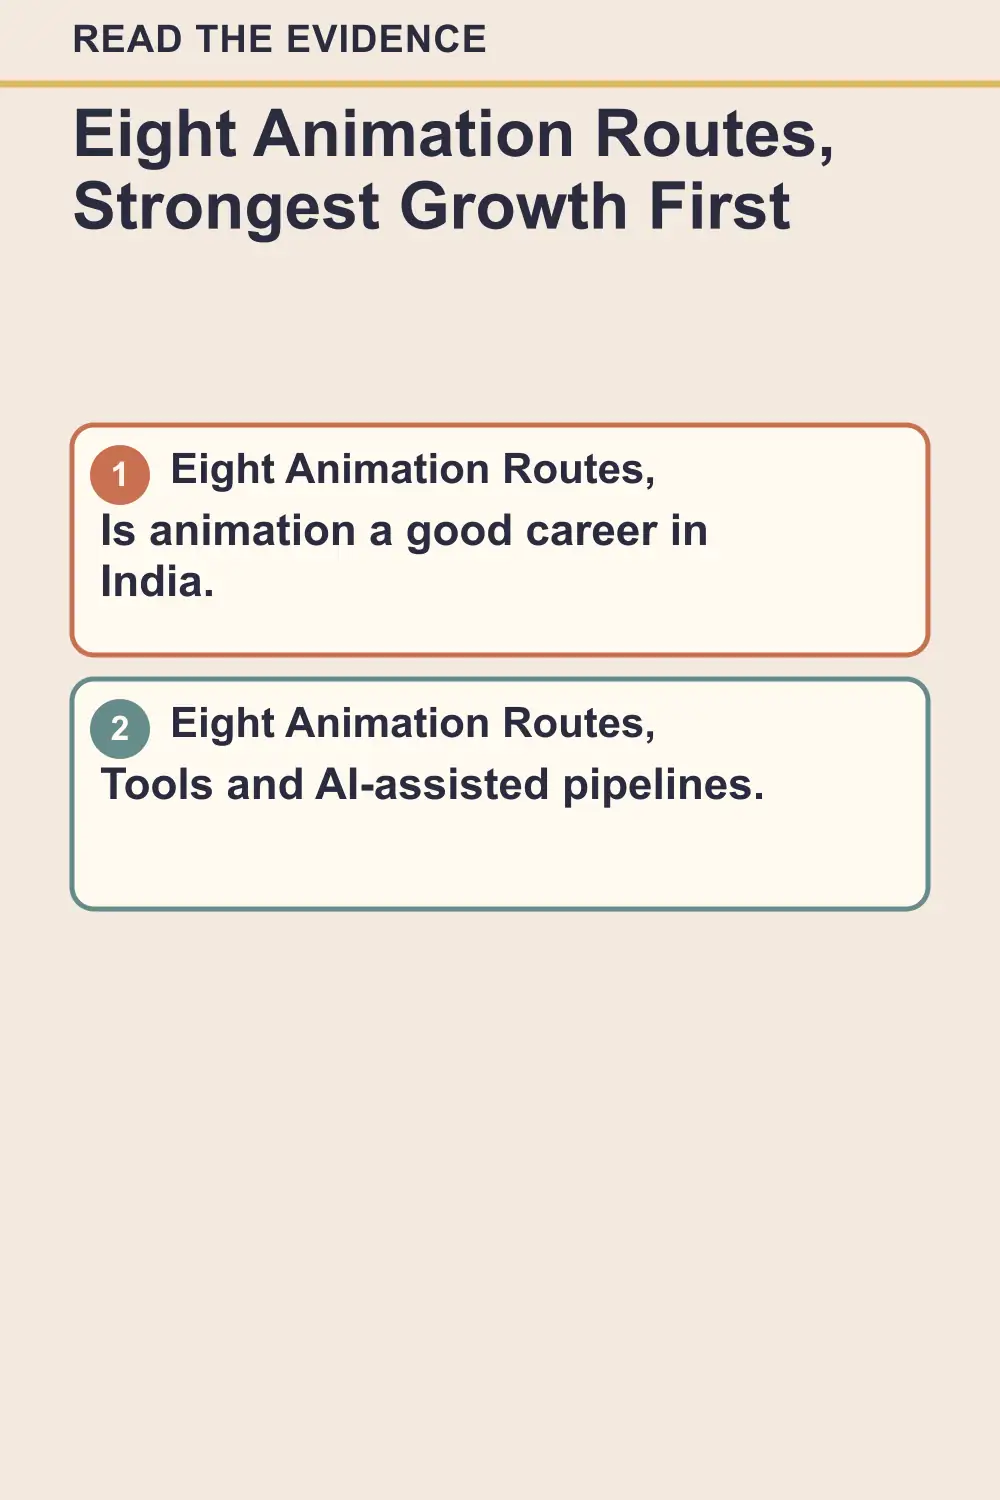 READ THE EVIDENCE
Eight Animation Routes,
Strongest Growth First
1 Eight Animation Routes,
Is animation a good career in
India.
2 Eight Animation Routes,
Tools and AI-assisted pipelines.